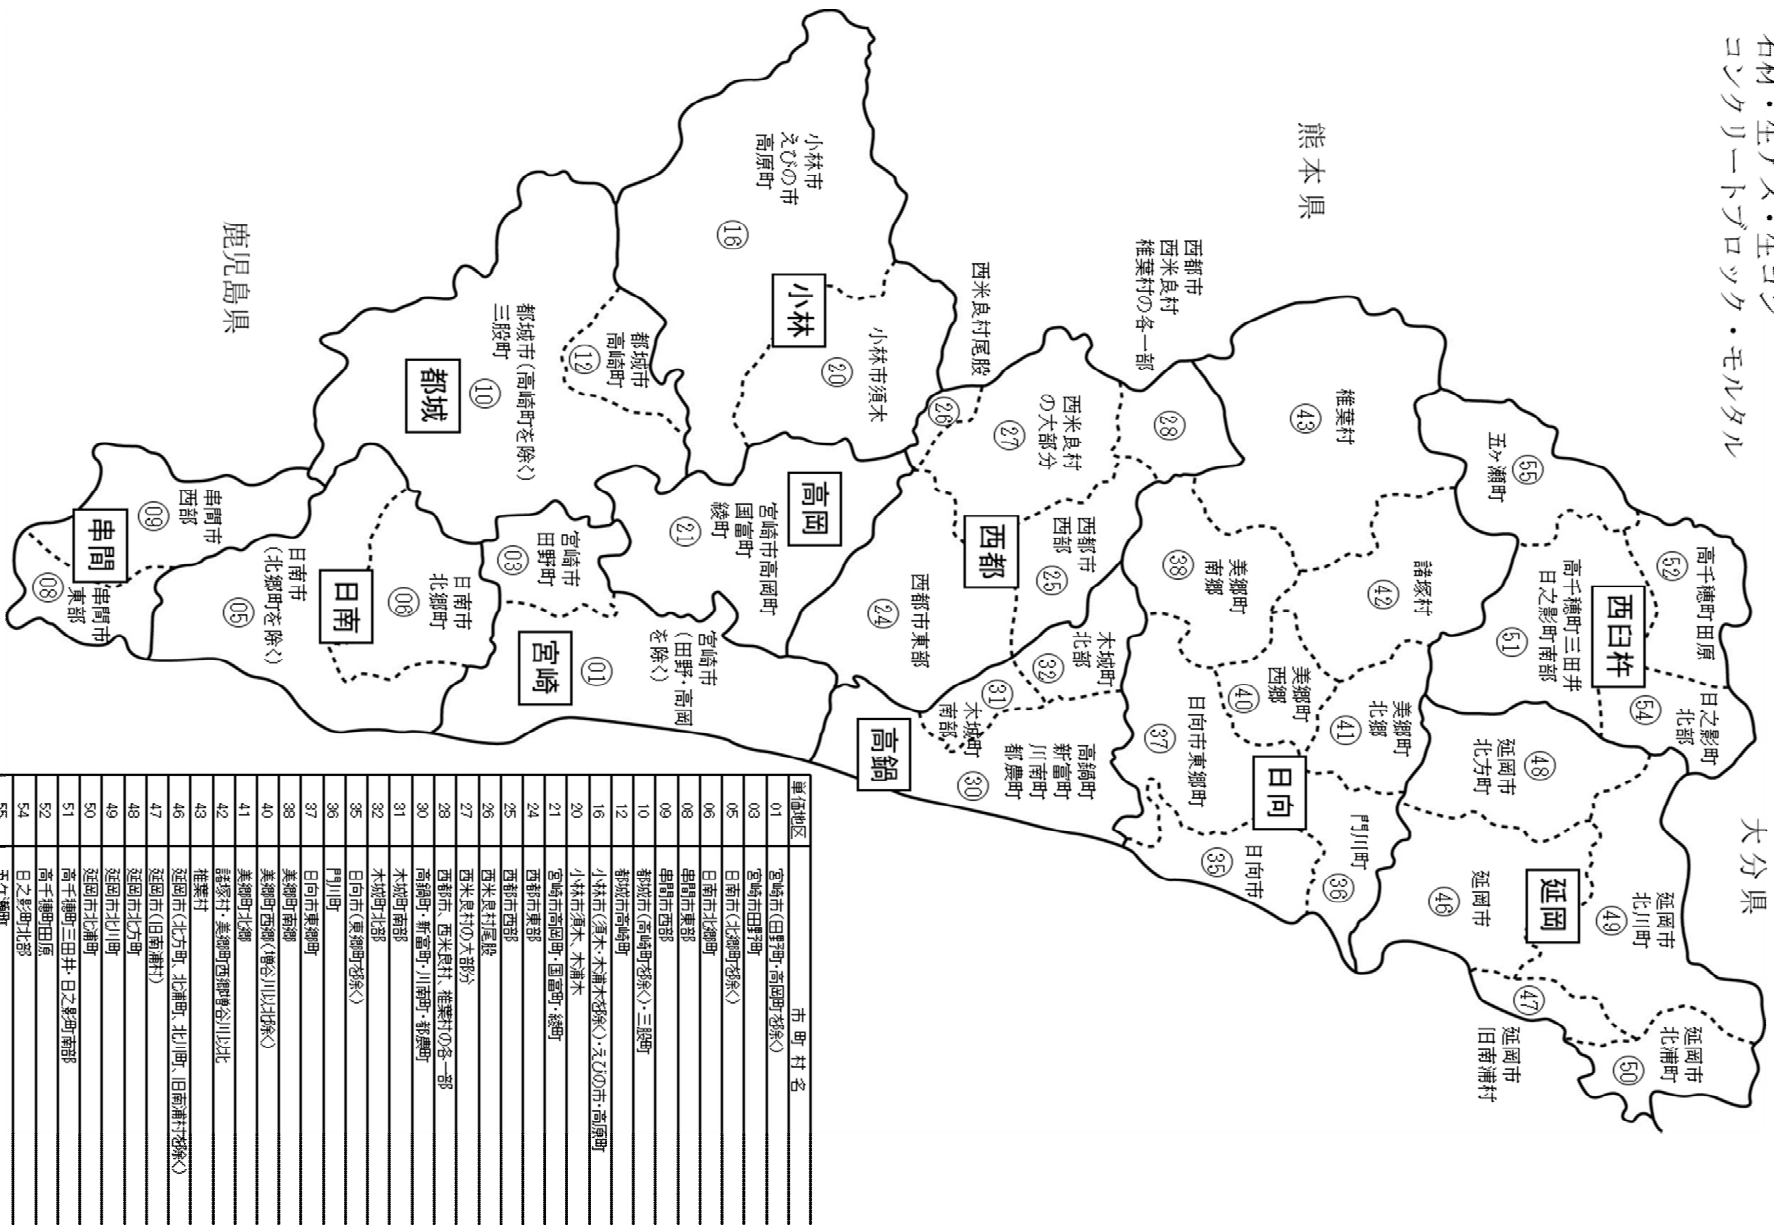 石材・生アス・生コン
コンクリートブロック・モルタル
大分県
熊本県
鹿児島県
高千穂町田原
52
日之影町
北部
54
西臼杵
高千穂町三田井
日之影町南部
51
五ヶ瀬町
55
延岡市
北浦町
50
延岡市
北川町
49
延岡
延岡市
北方町
48
延岡市
46
47
延岡市
旧南浦村
諸塚村
42
椎葉村
43
美郷町
北郷
41
門川町
36
日向
美郷町
西郷
40
美郷町
南郷
38
日向市東郷町
37
日向市
35
西都市
西米良村
椎葉村の各一部
28
西米良村
の大部分
27
西米良村尾股
26
西都
西都市
西部
25
西都市東部
24
木城町
北部
32
31
木城町
南部
高鍋町
新富町
川南町
都農町
30
高鍋
小林市
えびの市
高原町
16
小林
小林市須木
20
高岡
宮崎市高岡町
国富町
綾町
21
都城市
高崎町
12
都城市(高崎町を除く)
三股町
10
都城
宮崎市
田野町
03
宮崎市
(田野・高岡
を除く)
01
宮崎
日南市
北郷町
06
日南
日南市
(北郷町を除く)
05
串間市
西部
09
串間
串間市
東部
08
単価地区 市町村名
01 宮崎市(田野町・高岡町を除く)
03 宮崎市田野町
05 日南市(北郷町を除く)
06 日南市北郷町
08 串間市東部
09 串間市西部
10 都城市(高崎町を除く)・三股町
12 都城市高崎町
16 小林市(須木・木浦木を除く)・えびの市・高原町
20 小林市須木、木浦木
21 宮崎市高岡町・国富町・綾町
24 西都市東部
25 西都市西部
26 西米良村尾股
27 西米良村の大部分
28 西都市、西米良村、椎葉村の各一部
30 高鍋町・新富町・川南町・都農町
31 木城町南部
32 木城町北部
35 日向市(東郷町を除く)
36 門川町
37 日向市東郷町
38 美郷町南郷
40 美郷町西郷(増谷川以北除く)
41 美郷町北郷
42 諸塚村・美郷町西郷増谷川以北
43 椎葉村
46 延岡市(北方町、北浦町、北川町、旧南浦村を除く)
47 延岡市(旧南浦村)
48 延岡市北方町
49 延岡市北川町
50 延岡市北浦町
51 高千穂町三田井・日之影町南部
52 高千穂町田原
54 日之影町北部
55 五ヶ瀬町